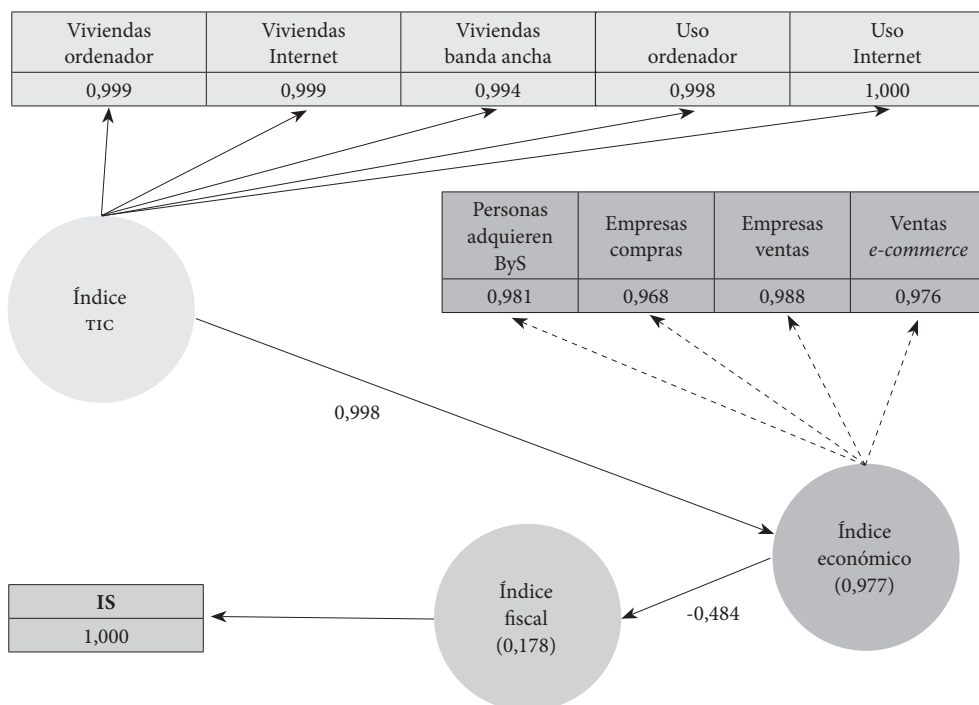 Viviendas
ordenador
Viviendas
Internet
Viviendas
banda ancha
Uso
ordenador
Uso
Internet
0,999
0,999
0,994
0,998
1,000
Personas
adquieren
ByS
Empresas
compras
Empresas
ventas
Ventas
e-commerce
0,981
0,968
0,988
0,976
Índice
TIC
0,998
Índice
económico
(0,977)
-0,484
Índice
fiscal
(0,178)
IS
1,000